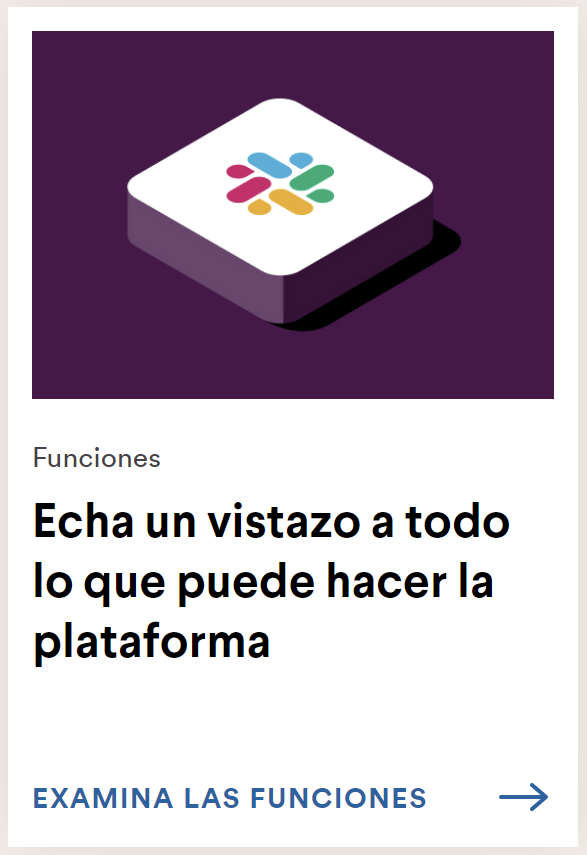 Funciones
Echa un vistazo a todo
lo que puede hacer la
plataforma
EXAMINA LAS FUNCIONES